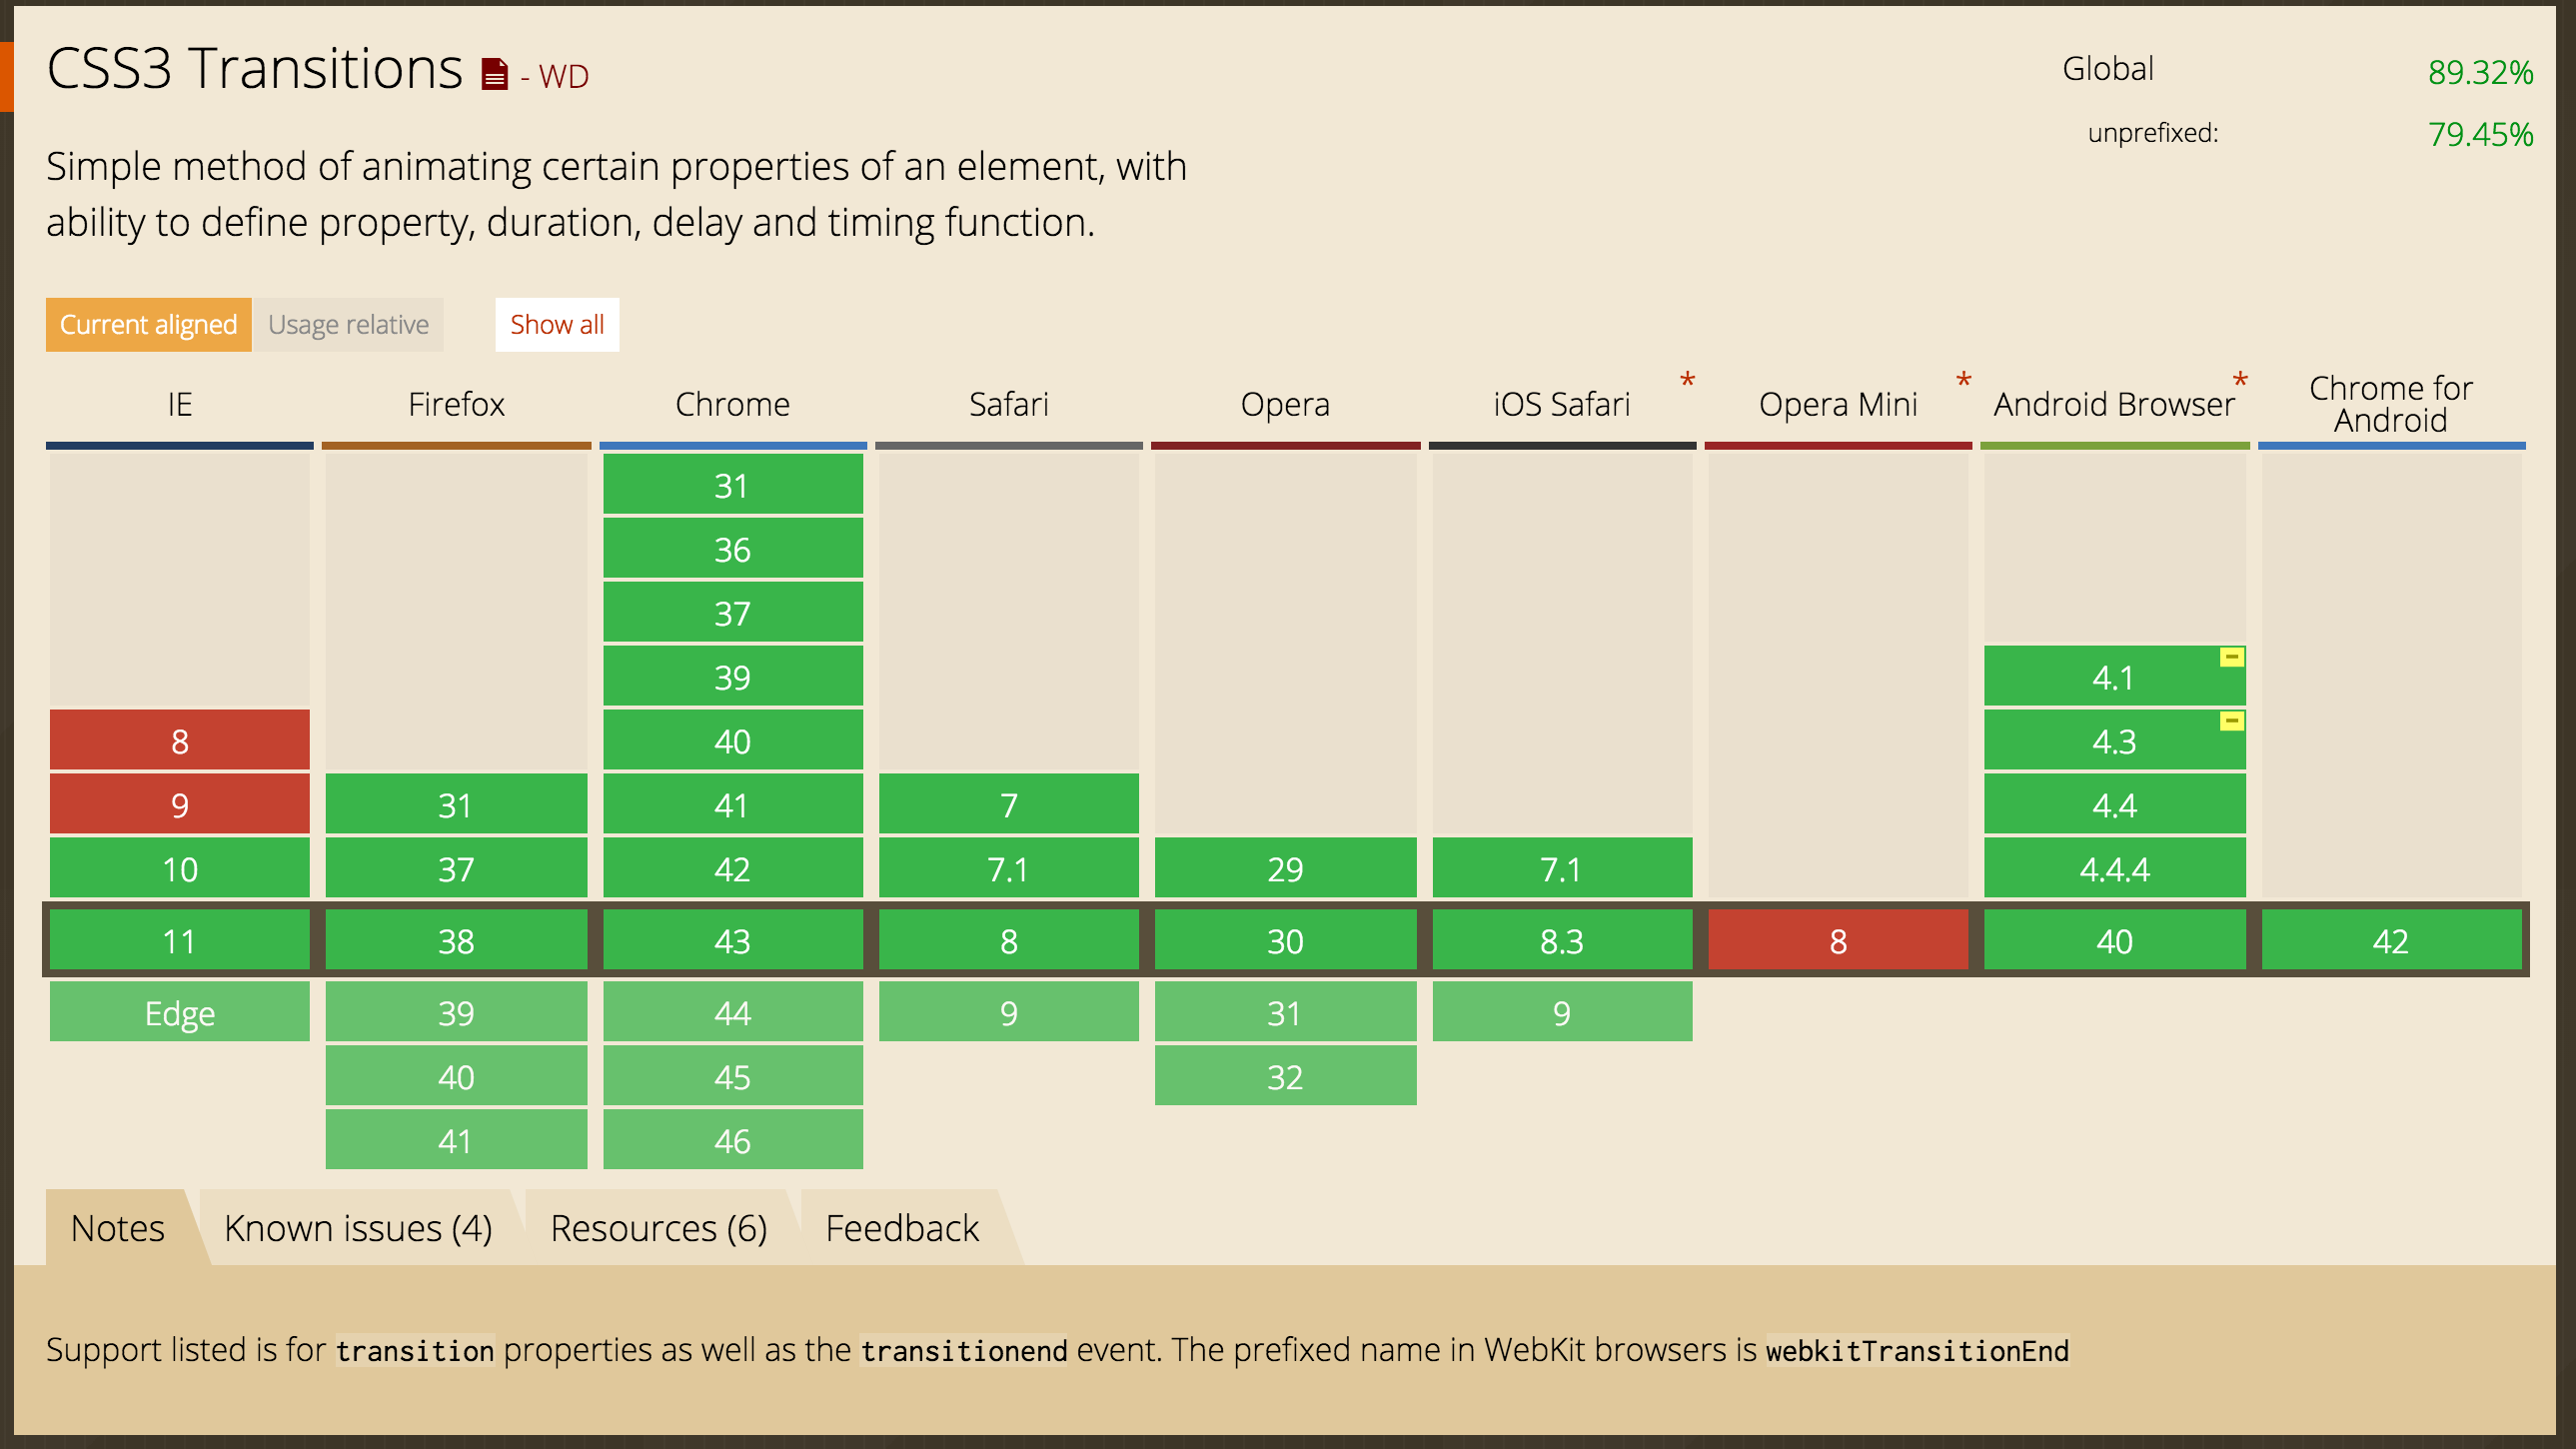 CSS3 Transitions - WD
Global 89.32%
unprefixed: 79.45%
Simple method of animating certain properties of an element, with
ability to define property, duration, delay and timing function.
Current aligned Usage relative Show all
IE Firefox Chrome Safari Opera iOS Safari * Opera Mini * Android Browser * Chrome for
Android
31
36
37
39 4.1
8 40 4.3
9 31 41 7 4.4
10 37 42 7.1 29 7.1 4.4.4
11 38 43 8 30 8.3 8 40 42
Edge 39 44 9 31 9
40 45 32
41 46
Notes Known issues (4) Resources (6) Feedback
Support listed is for transition properties as well as the transitionend event. The prefixed name in WebKit browsers is webkitTransitionEnd